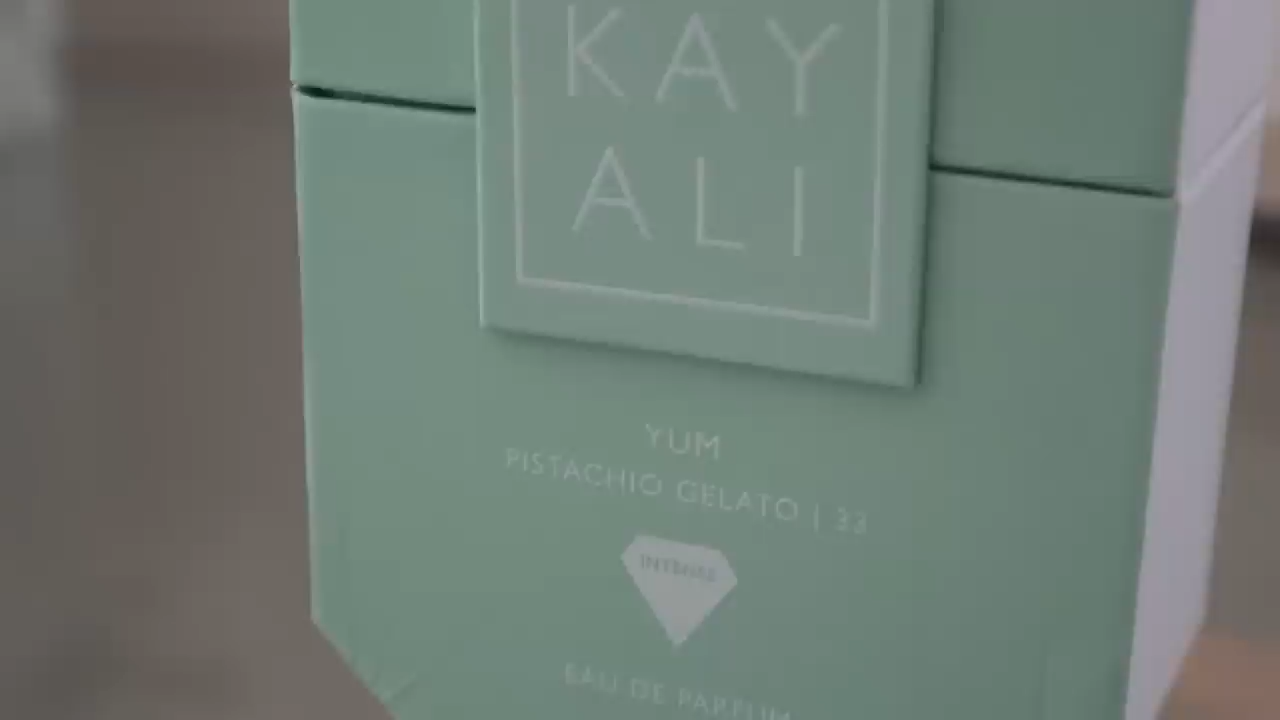 KAY
ALI
YUM
PISTACHIO GELATO | 33
INTENSE
EAU DE PARFUM